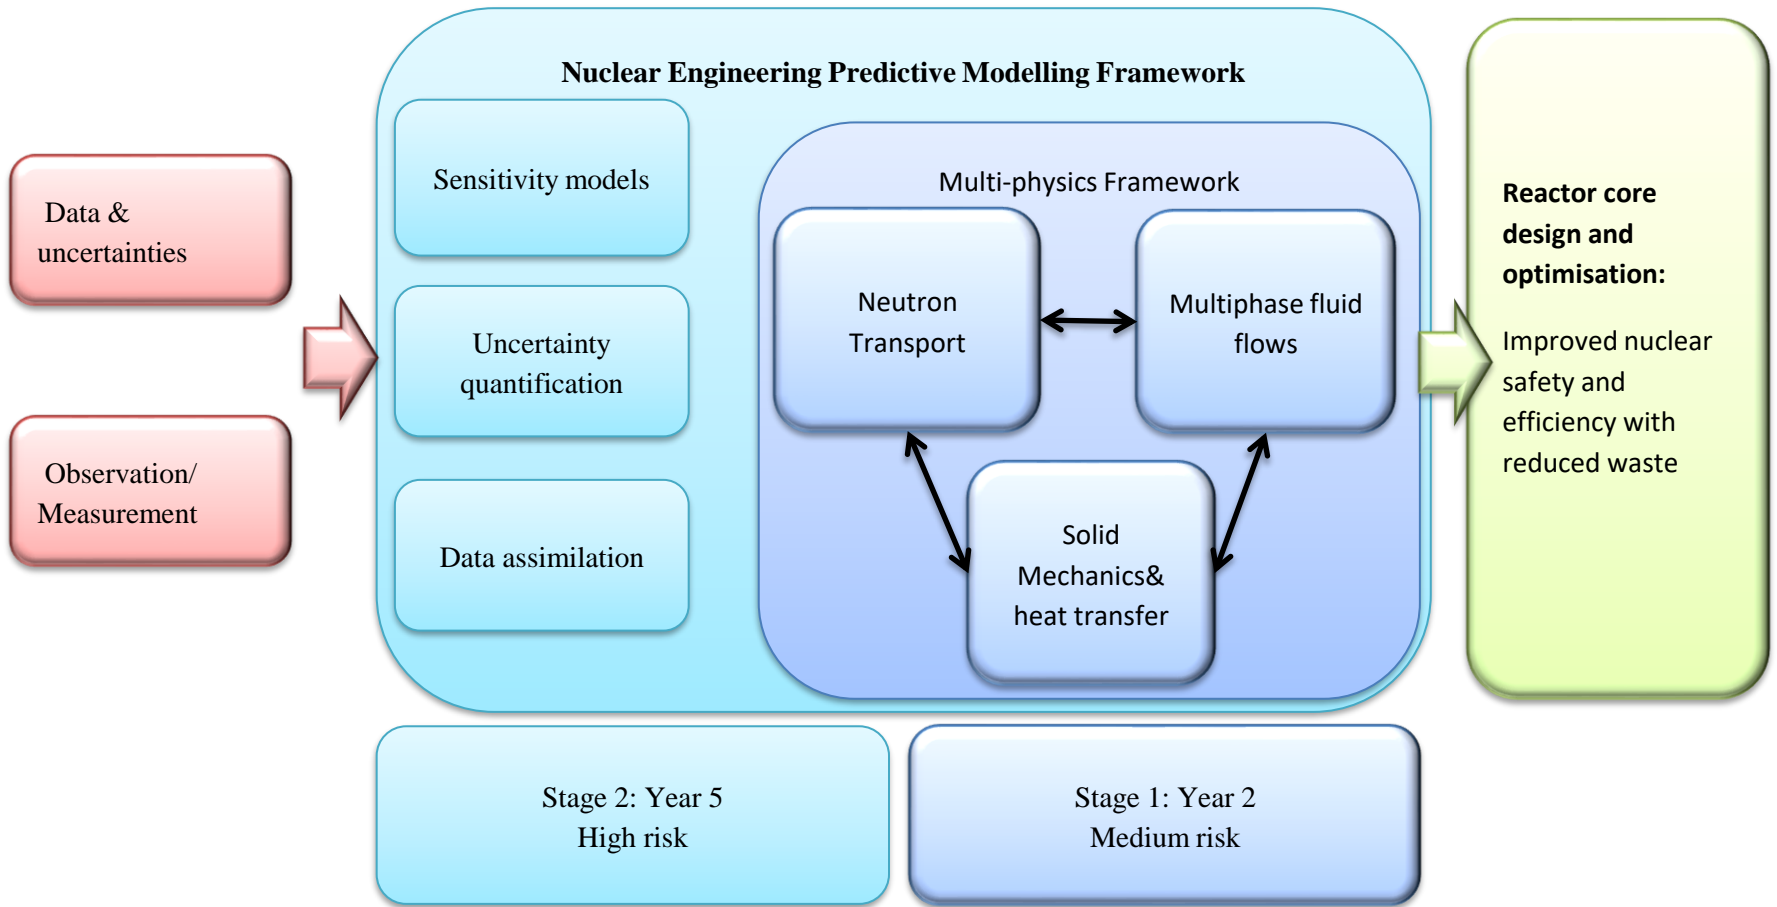 Nuclear Engineering Predictive Modelling Framework
Data &
uncertainties
Observation/
Measurement
Sensitivity models
Uncertainty
quantification
Data assimilation
Multi-physics Framework
Neutron
Transport
Multiphase fluid
flows
Solid
Mechanics&
heat transfer
Reactor core
design and
optimisation:
Improved nuclear
safety and
efficiency with
reduced waste
Stage 2: Year 5
High risk
Stage 1: Year 2
Medium risk